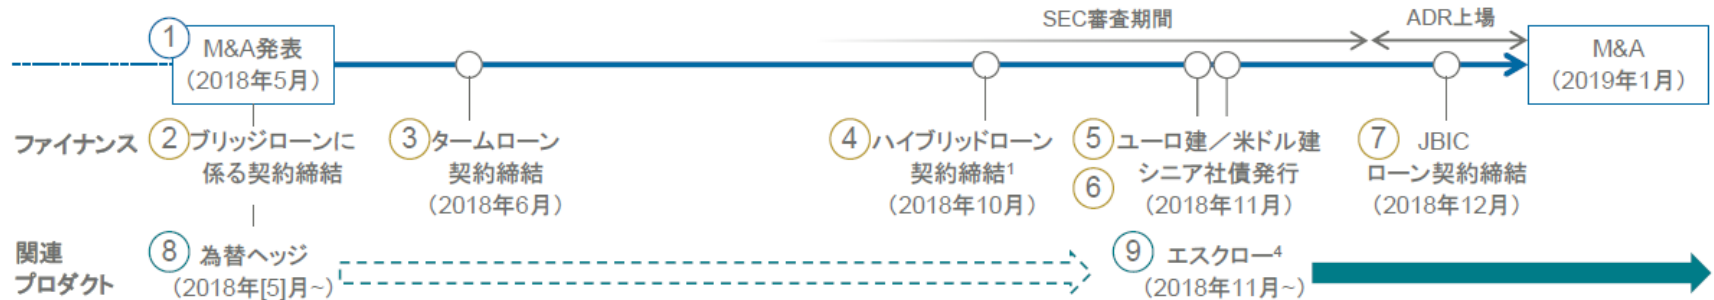 SEC審査期間
ADR上場
① M&A発表
（2018年5月）
M&A
（2019年1月）
ファイナンス
② ブリッジローンに
係る契約締結
③ タームローン
契約締結
（2018年6月）
④ ハイブリッドローン
契約締結¹
（2018年10月）
⑤ ユーロ建／米ドル建
⑥ シニア社債発行
（2018年11月）
⑦ JBIC
ローン契約締結
（2018年12月）
関連
プロダクト
⑧ 為替ヘッジ
（2018年[5]月~）
⑨ エスクロー⁴
（2018年11月~）